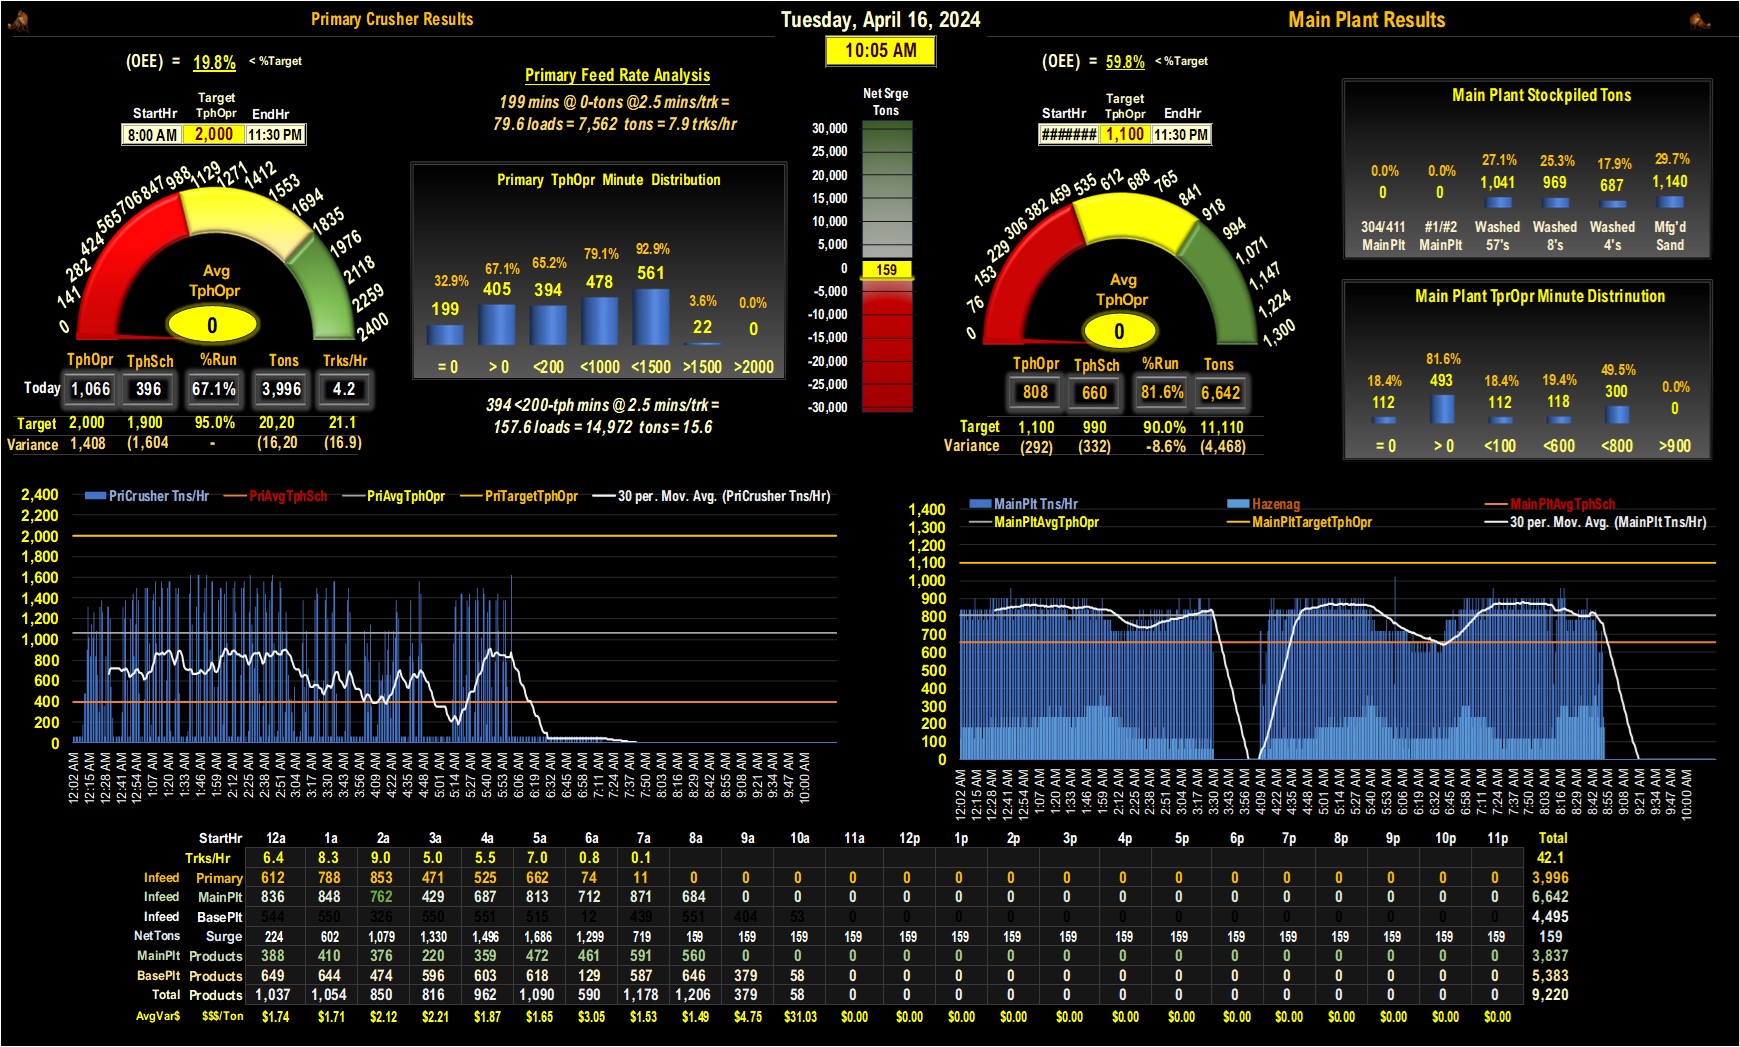 Primary Crusher Results
Tuesday, April 16, 2024
Main Plant Results
10:05 AM
(OEE) = 19.8% < %Target
StartHr Target TphOpr EndHr
8:00 AM 2,000 11:30 PM
0 141 282 424 565 706 847 988 1129 1271 1412 1553 1694 1835 1976 2118 2259 2400
Avg
TphOpr
0
TphOpr TphSch %Run Tons Trks/Hr
Today 1,066 396 67.1% 3,996 4.2
Target 2,000 1,900 95.0% 20,20 21.1
Variance 1,408 (1,604 - (16,20 (16.9)
Primary Feed Rate Analysis
199 mins @ 0-tons @2.5 mins/trk =
79.6 loads = 7,562 tons = 7.9 trks/hr
Primary TphOpr Minute Distribution
32.9% 67.1% 65.2% 79.1% 92.9% 3.6% 0.0%
199 405 394 478 561 22 0
= 0 > 0 <200 <1000 <1500 >1500 >2000
394 <200-tph mins @ 2.5 mins/trk =
157.6 loads = 14,972 tons = 15.6
Net Srge
Tons
30,000
25,000
20,000
15,000
10,000
5,000
0 159
-5,000
-10,000
-15,000
-20,000
-25,000
-30,000
(OEE) = 59.8% < %Target
StartHr Target TphOpr EndHr
####### 1,100 11:30 PM
0 76 153 229 306 382 459 535 612 688 765 841 918 994 1,071 1,147 1,224 1,300
Avg
TphOpr
0
TphOpr TphSch %Run Tons
808 660 81.6% 6,642
Target 1,100 990 90.0% 11,110
Variance (292) (332) -8.6% (4,468)
Main Plant Stockpiled Tons
0.0% 0.0% 27.1% 25.3% 17.9% 29.7%
0 0 1,041 969 687 1,140
304/411 #1/#2 Washed Washed Washed Mfg'd
MainPlt MainPlt 57's 8's 4's Sand
Main Plant TprOpr Minute Distrinution
18.4% 81.6% 18.4% 19.4% 49.5% 0.0%
112 493 112 118 300 0
= 0 > 0 <100 <600 <800 >900
PriCrusher Tns/Hr PriAvgTphSch PriAvgTphOpr PriTargetTphOpr 30 per. Mov. Avg. (PriCrusher Tns/Hr)
2,400
2,200
2,000
1,800
1,600
1,400
1,200
1,000
800
600
400
200
0
12:02 AM 12:15 AM 12:28 AM 12:41 AM 12:54 AM 1:07 AM 1:20 AM 1:33 AM 1:46 AM 1:59 AM 2:12 AM 2:25 AM 2:38 AM 2:51 AM 3:04 AM 3:17 AM 3:30 AM 3:43 AM 3:56 AM 4:09 AM 4:22 AM 4:35 AM 4:48 AM 5:01 AM 5:14 AM 5:27 AM 5:40 AM 5:53 AM 6:06 AM 6:19 AM 6:32 AM 6:45 AM 6:58 AM 7:11 AM 7:24 AM 7:37 AM 7:50 AM 8:03 AM 8:16 AM 8:29 AM 8:42 AM 8:55 AM 9:08 AM 9:21 AM 9:34 AM 9:47 AM 10:00 AM
MainPlt Tns/Hr Hazenag MainPltAvgTphSch
MainPltAvgTphOpr MainPltTargetTphOpr 30 per. Mov. Avg. (MainPlt Tns/Hr)
1,400
1,300
1,200
1,100
1,000
900
800
700
600
500
400
300
200
100
0
12:02 AM 12:15 AM 12:28 AM 12:41 AM 12:54 AM 1:07 AM 1:20 AM 1:33 AM 1:46 AM 1:59 AM 2:12 AM 2:25 AM 2:38 AM 2:51 AM 3:04 AM 3:17 AM 3:30 AM 3:43 AM 3:56 AM 4:09 AM 4:22 AM 4:35 AM 4:48 AM 5:01 AM 5:14 AM 5:27 AM 5:40 AM 5:53 AM 6:06 AM 6:19 AM 6:32 AM 6:45 AM 6:58 AM 7:11 AM 7:24 AM 7:37 AM 7:50 AM 8:03 AM 8:16 AM 8:29 AM 8:42 AM 8:55 AM 9:08 AM 9:21 AM 9:34 AM 9:47 AM 10:00 AM
StartHr 12a 1a 2a 3a 4a 5a 6a 7a 8a 9a 10a 11a 12p 1p 2p 3p 4p 5p 6p 7p 8p 9p 10p 11p Total
Trks/Hr 6.4 8.3 9.0 5.0 5.5 7.0 0.8 0.1 42.1
Infeed Primary 612 788 853 471 525 662 74 11 0 0 0 0 0 0 0 0 0 0 0 0 0 0 0 0 3,996
Infeed MainPlt 836 848 762 429 687 813 712 871 684 0 0 0 0 0 0 0 0 0 0 0 0 0 0 0 6,642
Infeed BasePlt 544 550 326 550 551 515 12 439 551 404 53 0 0 0 0 0 0 0 0 0 0 0 0 0 4,495
NetTons Surge 224 602 1,079 1,330 1,496 1,686 1,299 719 159 159 159 159 159 159 159 159 159 159 159 159 159 159 159 159 159
MainPlt Products 388 410 376 220 359 472 461 591 560 0 0 0 0 0 0 0 0 0 0 0 0 0 0 0 3,837
BasePlt Products 649 644 474 596 603 618 129 587 646 379 58 0 0 0 0 0 0 0 0 0 0 0 0 0 5,383
Total Products 1,037 1,054 850 816 962 1,090 590 1,178 1,206 379 58 0 0 0 0 0 0 0 0 0 0 0 0 0 9,220
AvgVar$ $$$/Ton $1.74 $1.71 $2.12 $2.21 $1.87 $1.65 $3.05 $1.53 $1.49 $4.75 $31.03 $0.00 $0.00 $0.00 $0.00 $0.00 $0.00 $0.00 $0.00 $0.00 $0.00 $0.00 $0.00 $0.00